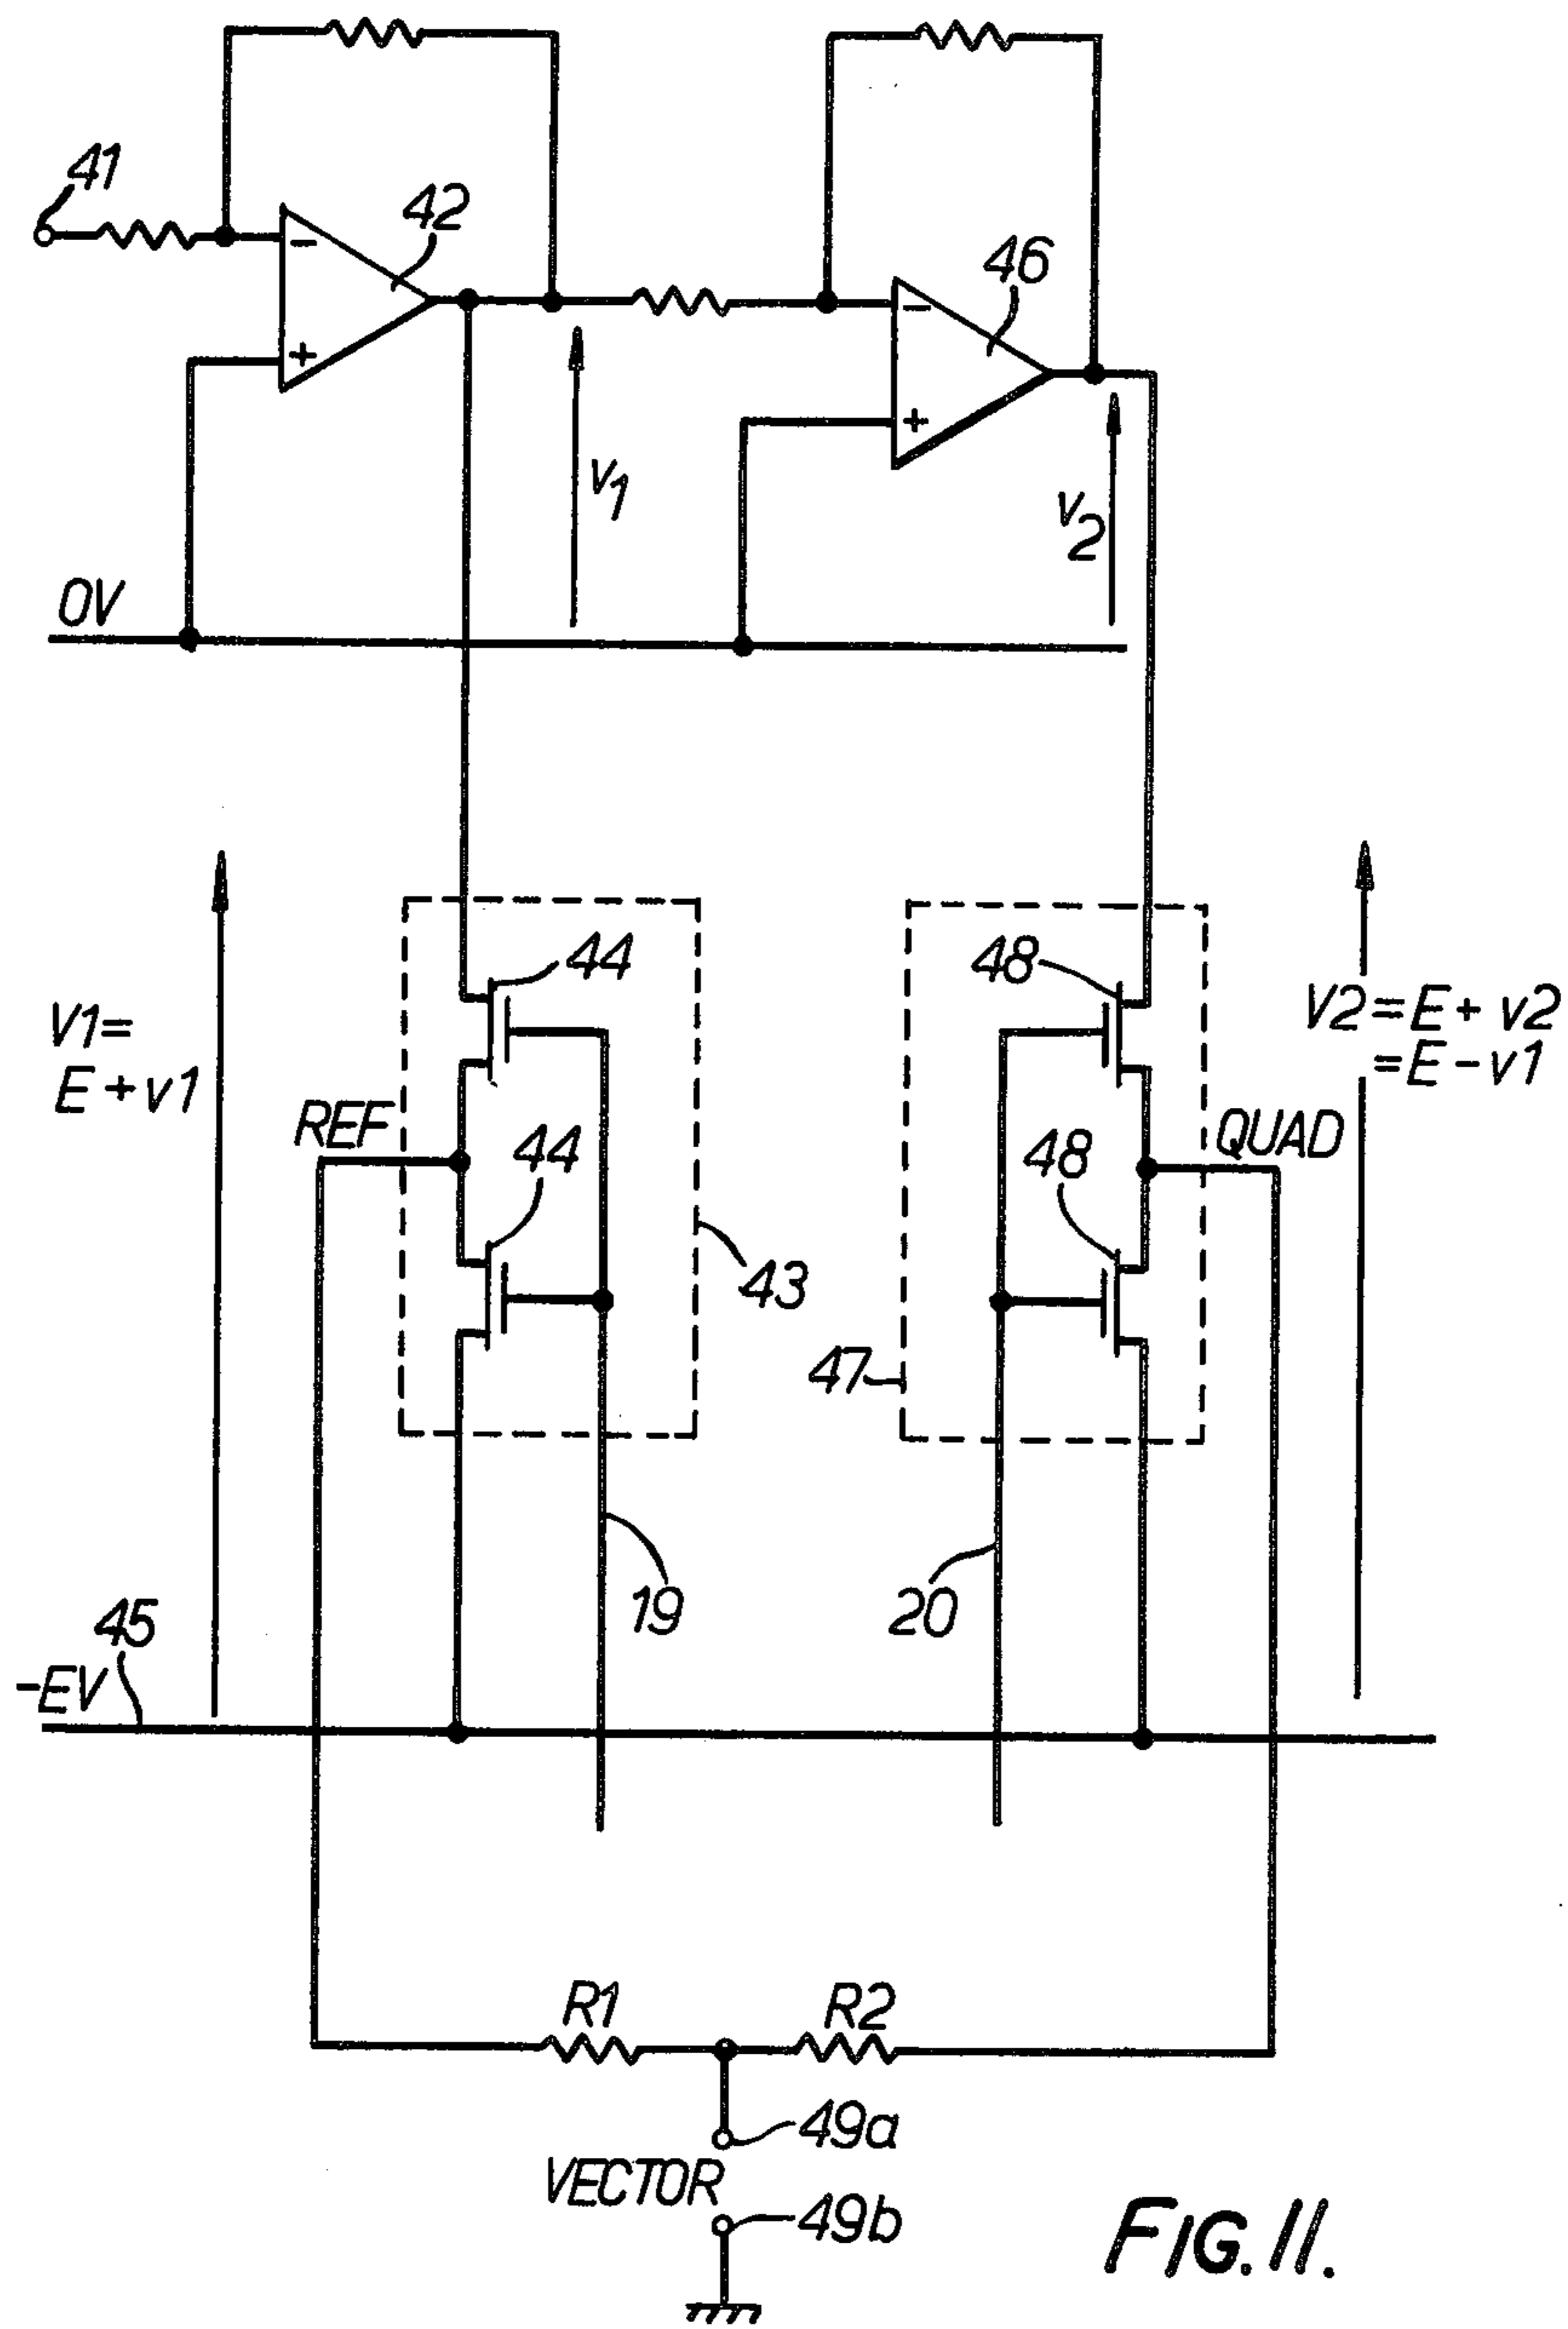 41
42
-
+
46
-
+
v1
v2
0V
44
48
V1=
E+v1
V2=E+v2
=E-v1
REF
44
48
QUAD
43
47
19
20
45
-EV
R1
R2
49a
VECTOR
49b
FIG. 11.